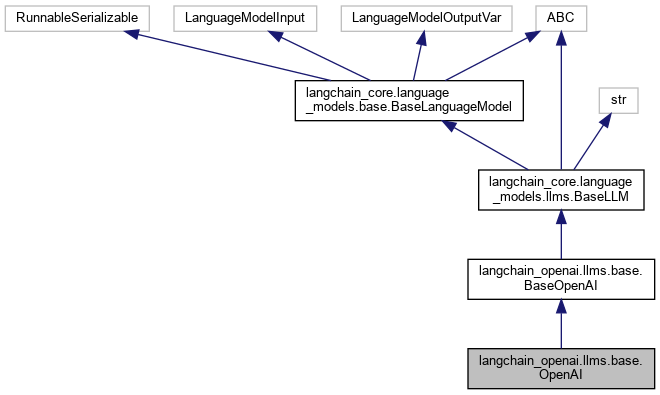 RunnableSerializable
LanguageModelInput
LanguageModelOutputVar
ABC
langchain_core.language
_models.base.BaseLanguageModel
str
langchain_core.language
_models.llms.BaseLLM
langchain_openai.llms.base.
BaseOpenAI
langchain_openai.llms.base.
OpenAI